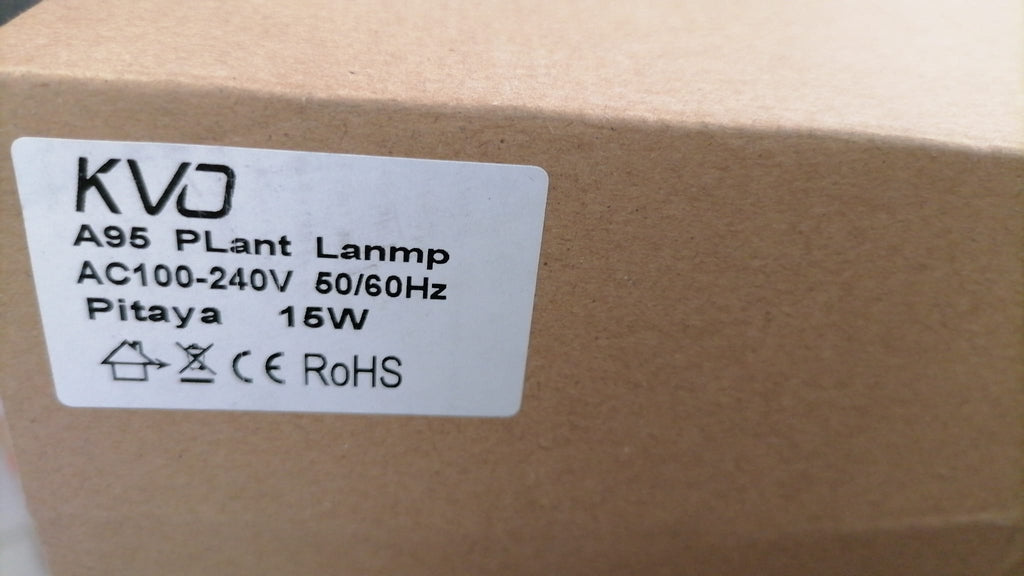 KVO
A95 PLant Lanmp
AC100-240V 50/60Hz
Pitaya 15W
CE RoHS